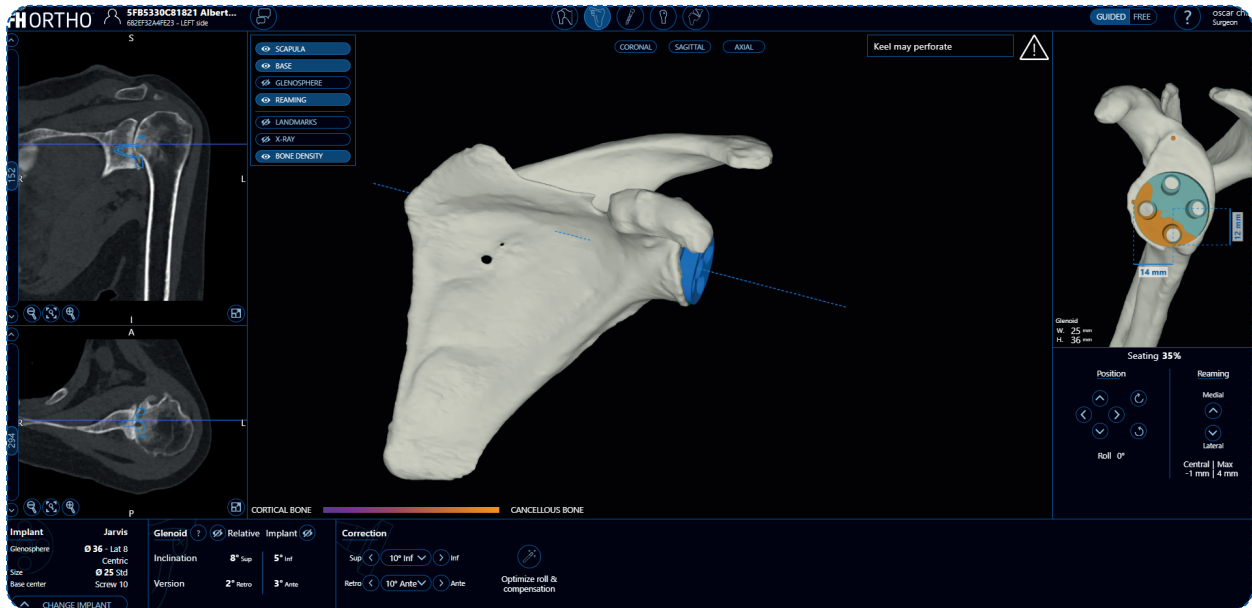 FH ORTHO
5FB5330C81821 Albert...
682EF32A4FE23 - LEFT side
GUIDED FREE
?
oscar ch
Surgeon
S
152
R
L
I
A
294
R
L
P
SCAPULA
BASE
GLENOSPHERE
REAMING
LANDMARKS
X-RAY
BONE DENSITY
CORONAL SAGITTAL AXIAL
Keel may perforate
CORTICAL BONE CANCELLOUS BONE
12 mm
14 mm
Glenoid
W. 25 mm
H. 36 mm
Seating 35%
Position Reaming
Medial
Lateral
Roll 0°
Central | Max
-1 mm | 4 mm
Implant Jarvis
Glenosphere Ø 36 - Lat 8
Centric
Size Ø 25 Std
Base center Screw 10
CHANGE IMPLANT
Glenoid ? Relative Implant
Inclination 8° Sup 5° Inf
Version 2° Retro 3° Ante
Correction
Sup 10° Inf Inf
Retro 10° Ante Ante
Optimize roll &
compensation